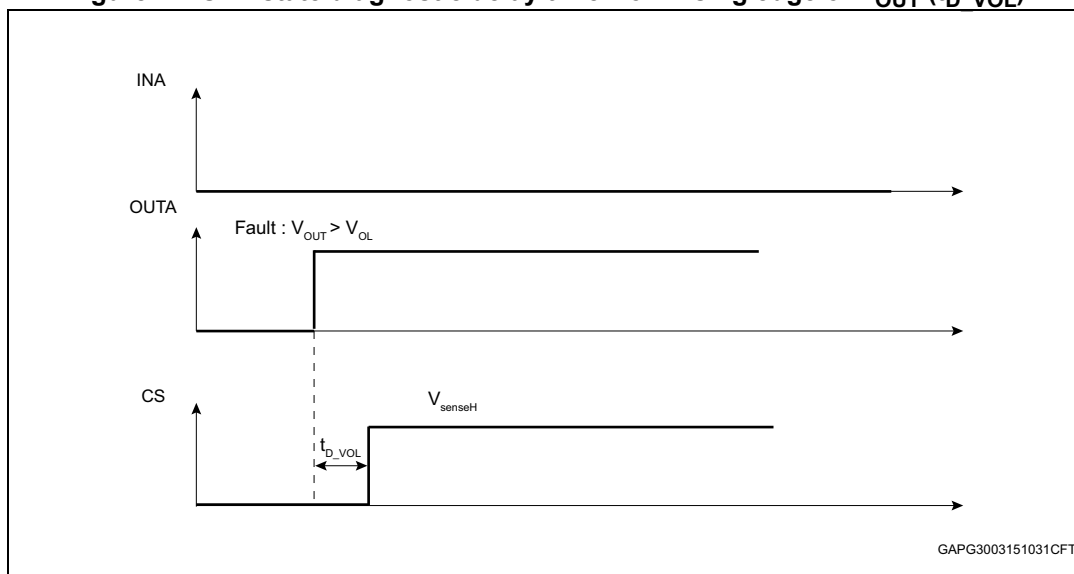 INA
OUTA
Fault : V_OUT > V_OL
CS
V_senseH
t_D_VOL
GAPG3003151031CFT